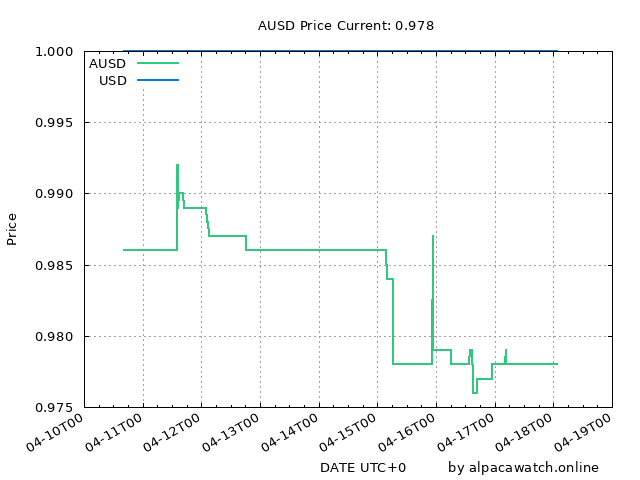 AUSD Price Current: 0.978
1.000
AUSD
USD
0.995
0.990
0.985
0.980
0.975
Price
04-10T00
04-11T00
04-12T00
04-13T00
04-14T00
04-15T00
04-16T00
04-17T00
04-18T00
04-19T00
DATE UTC+0
by alpacawatch.online